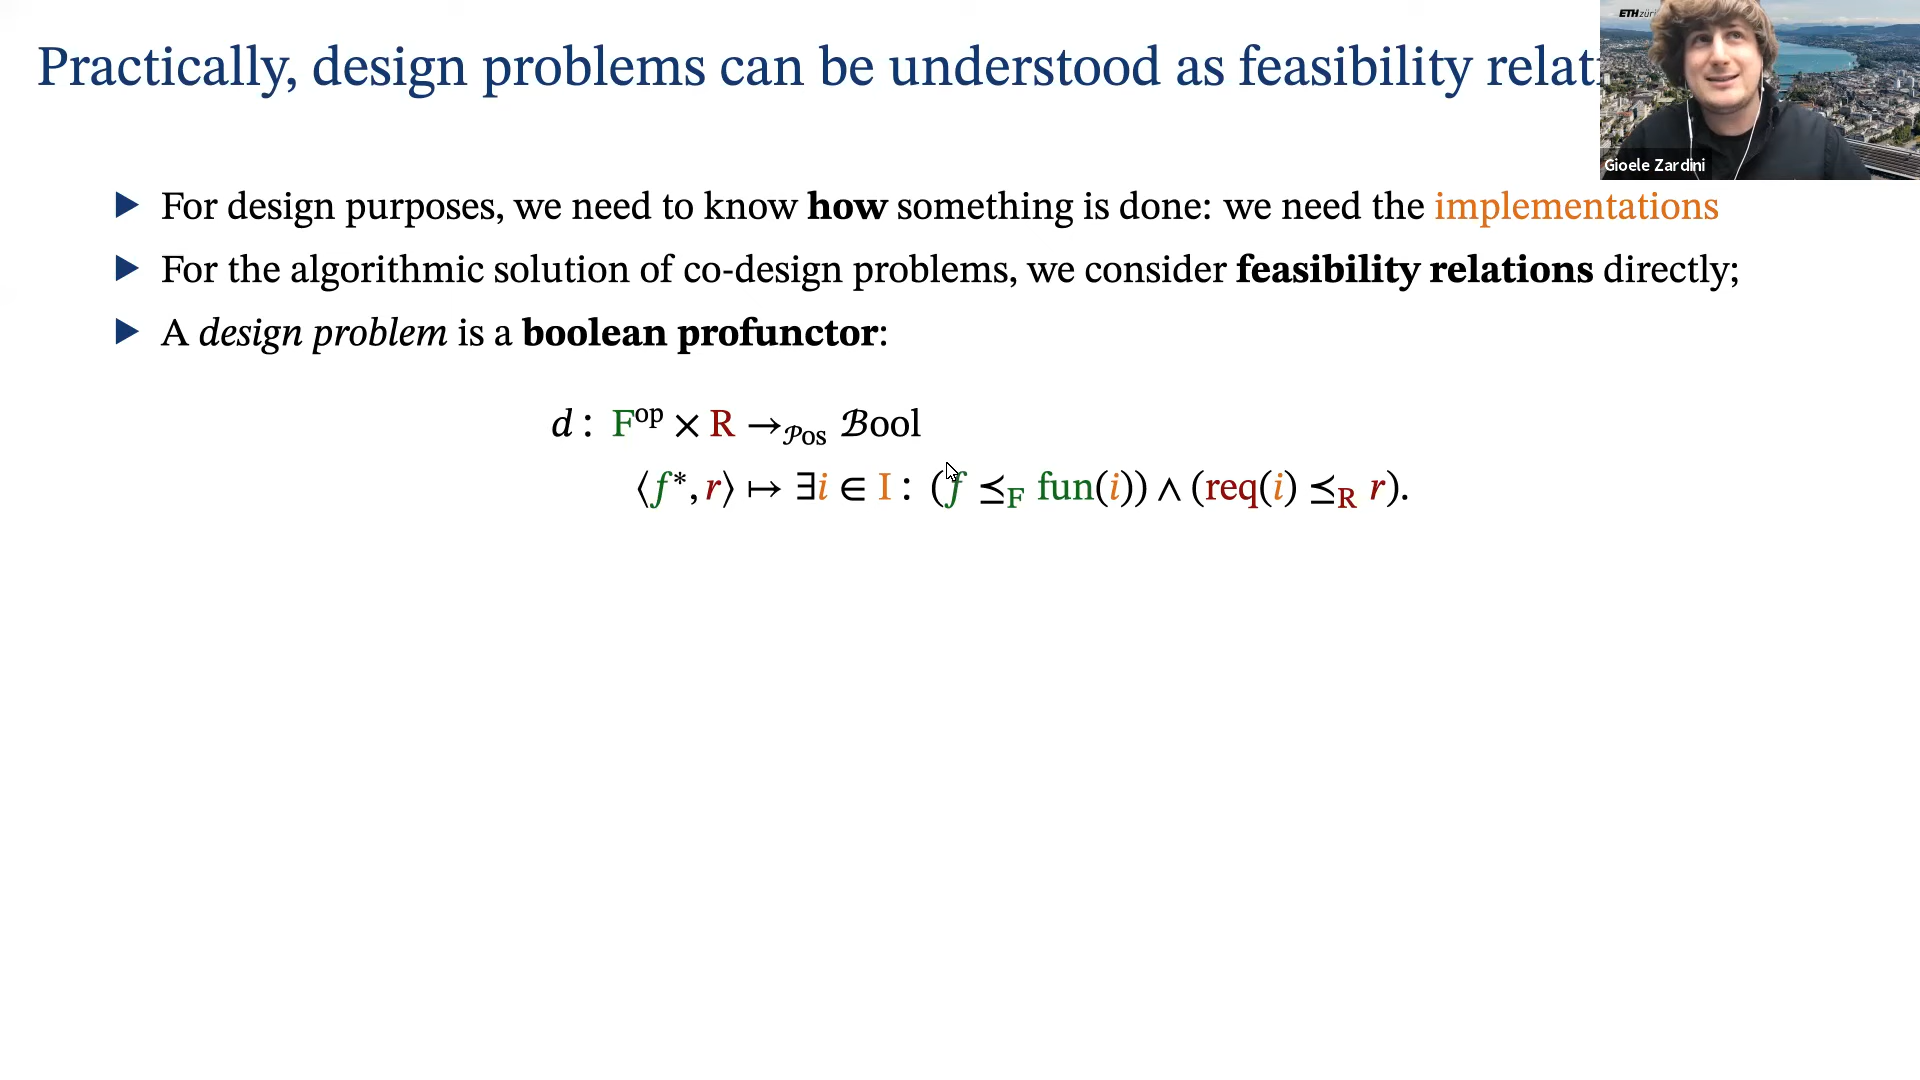 Practically, design problems can be understood as feasibility relati
ETH züri
Gioele Zardini
▶ For design purposes, we need to know how something is done: we need the implementations
▶ For the algorithmic solution of co-design problems, we consider feasibility relations directly;
▶ A design problem is a boolean profunctor:
d : F^op × R →_𝒫os ℬool
⟨f*, r⟩ ↦ ∃i ∈ I : (f ⪯_F fun(i)) ∧ (req(i) ⪯_R r).